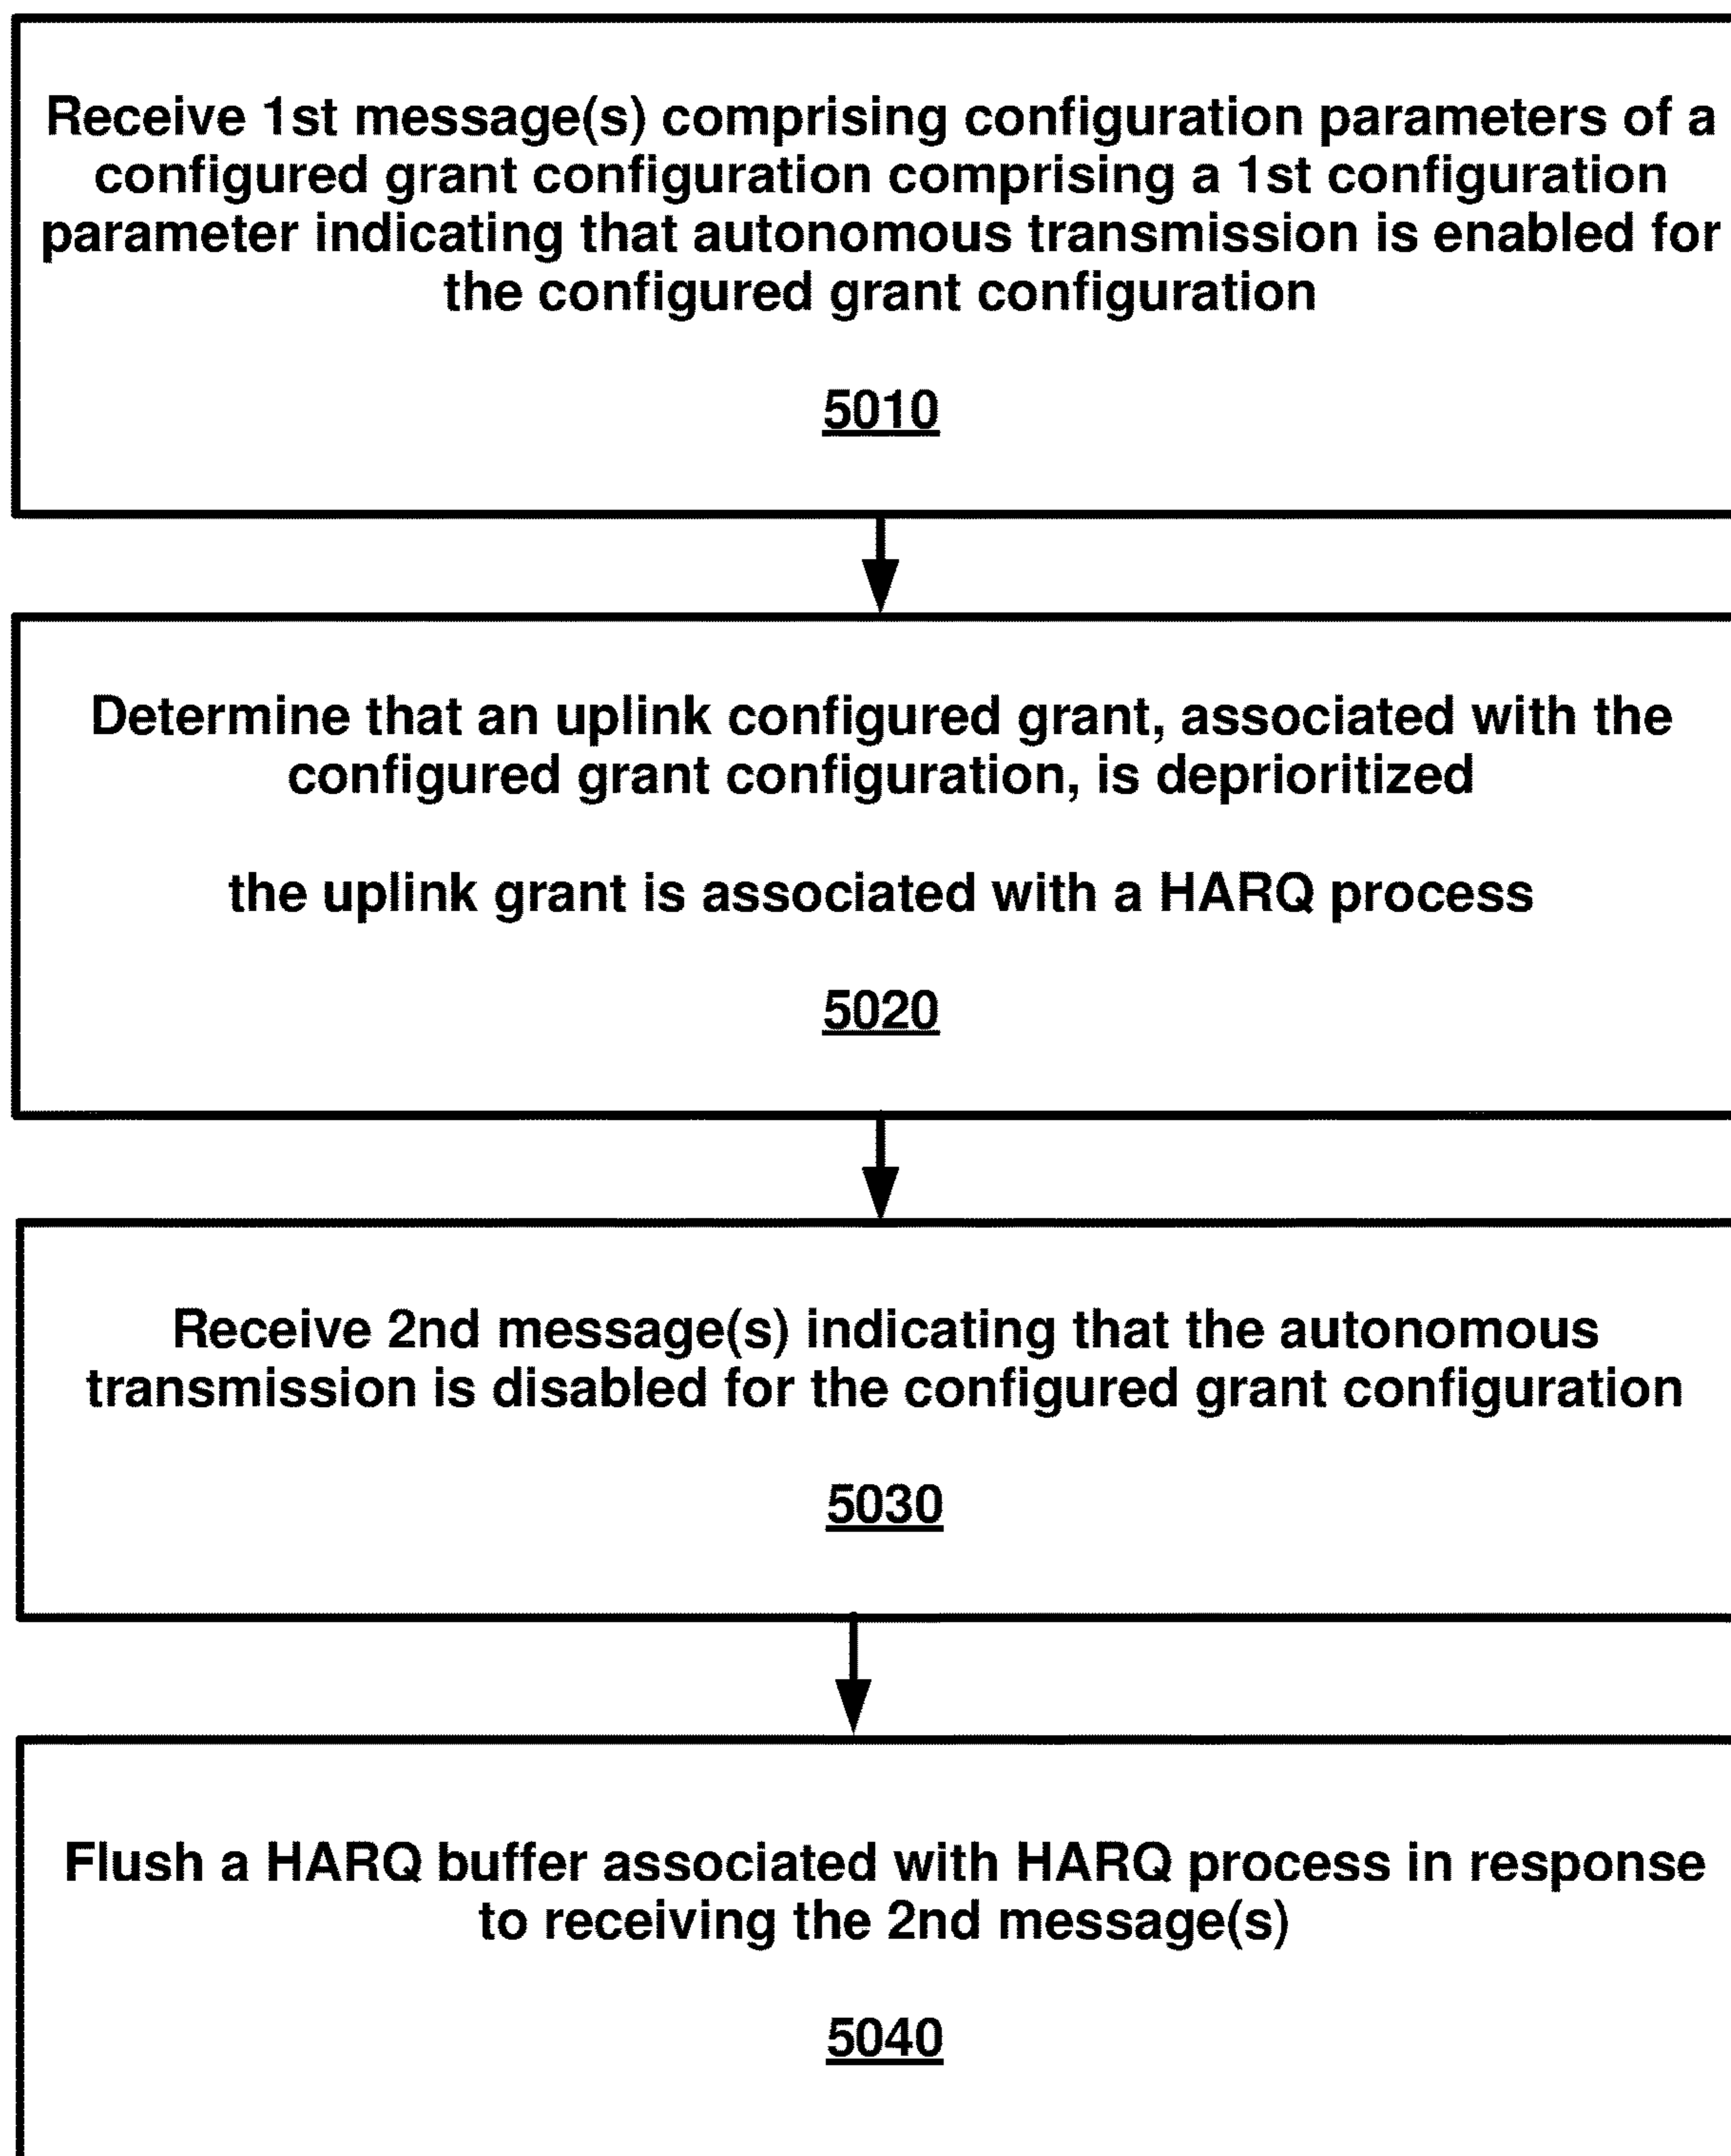 Receive 1st message(s) comprising configuration parameters of a
configured grant configuration comprising a 1st configuration
parameter indicating that autonomous transmission is enabled for
the configured grant configuration
5010
Determine that an uplink configured grant, associated with the
configured grant configuration, is deprioritized
the uplink grant is associated with a HARQ process
5020
Receive 2nd message(s) indicating that the autonomous
transmission is disabled for the configured grant configuration
5030
Flush a HARQ buffer associated with HARQ process in response
to receiving the 2nd message(s)
5040